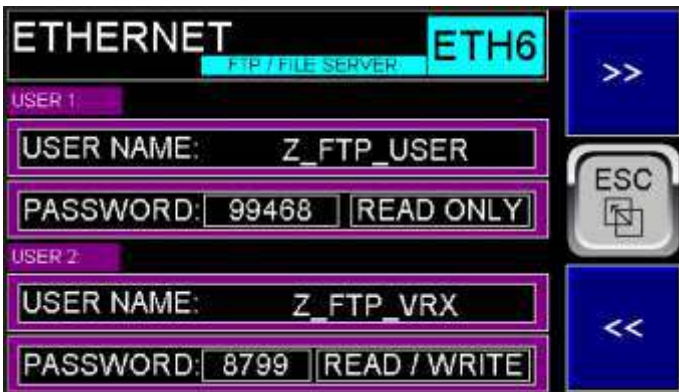 ETHERNET ETH6
FTP / FILE SERVER
>>
USER 1
USER NAME: Z_FTP_USER
ESC
PASSWORD: 99468 READ ONLY
USER 2:
USER NAME: Z_FTP_VRX
<<
PASSWORD: 8799 READ / WRITE